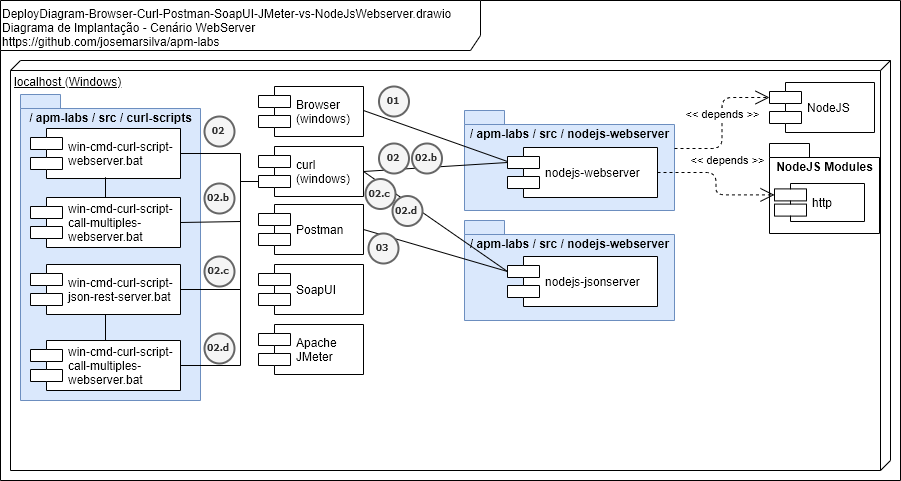 DeployDiagram-Browser-Curl-Postman-SoapUI-JMeter-vs-NodeJsWebserver.drawio
Diagrama de Implantação - Cenário WebServer
https://github.com/josemarsilva/apm-labs
localhost (Windows)
/ apm-labs / src / curl-scripts
win-cmd-curl-script-
webserver.bat
win-cmd-curl-script-
call-multiples-
webserver.bat
win-cmd-curl-script-
json-rest-server.bat
win-cmd-curl-script-
call-multiples-
webserver.bat
02
02.b
02.c
02.d
Browser
(windows)
curl
(windows)
Postman
SoapUI
Apache
JMeter
01
02
02.b
02.c
02.d
03
/ apm-labs / src / nodejs-webserver
nodejs-webserver
/ apm-labs / src / nodejs-webserver
nodejs-jsonserver
<< depends >>
<< depends >>
NodeJS
NodeJS Modules
http